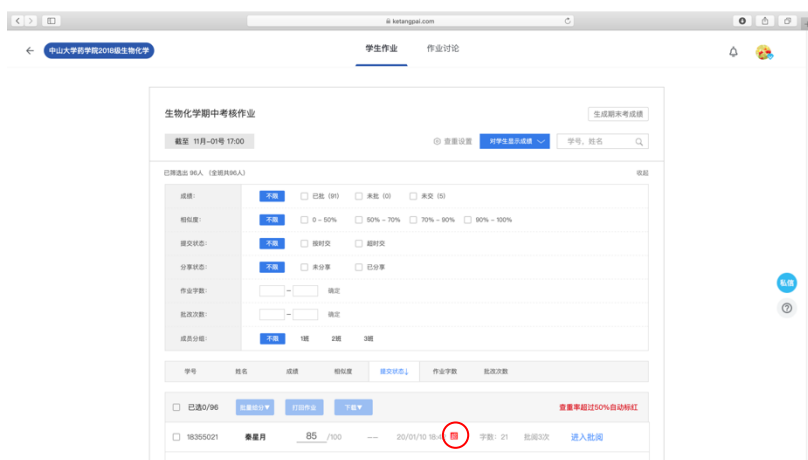 ketangpai.com
中山大学药学院2018级生物化学
学生作业 作业讨论
生物化学期中考核作业 生成期末考成绩
截至 11月-01号 17:00 查重设置 对学生显示成绩 学号、姓名
已筛选出 96人 (全班共96人) 收起
成绩: 不限 已批 (91) 未批 (0) 未交 (5)
相似度: 不限 0 ~ 50% 50% ~ 70% 70% ~ 90% 90% ~ 100%
提交状态: 不限 按时交 超时交
分享状态: 不限 未分享 已分享
作业字数: – 确定
批改次数: – 确定
成员分组: 不限 1班 2班 3班
私信
学号 姓名 成绩 相似度 提交状态↓ 作业字数 批改次数
已选0/96 批量给分▼ 打回作业 下载▼ 查重率超过50%自动标红
18355021 秦星月 85 /100 -- 20/01/10 18:4 字数: 21 批阅3次 进入批阅